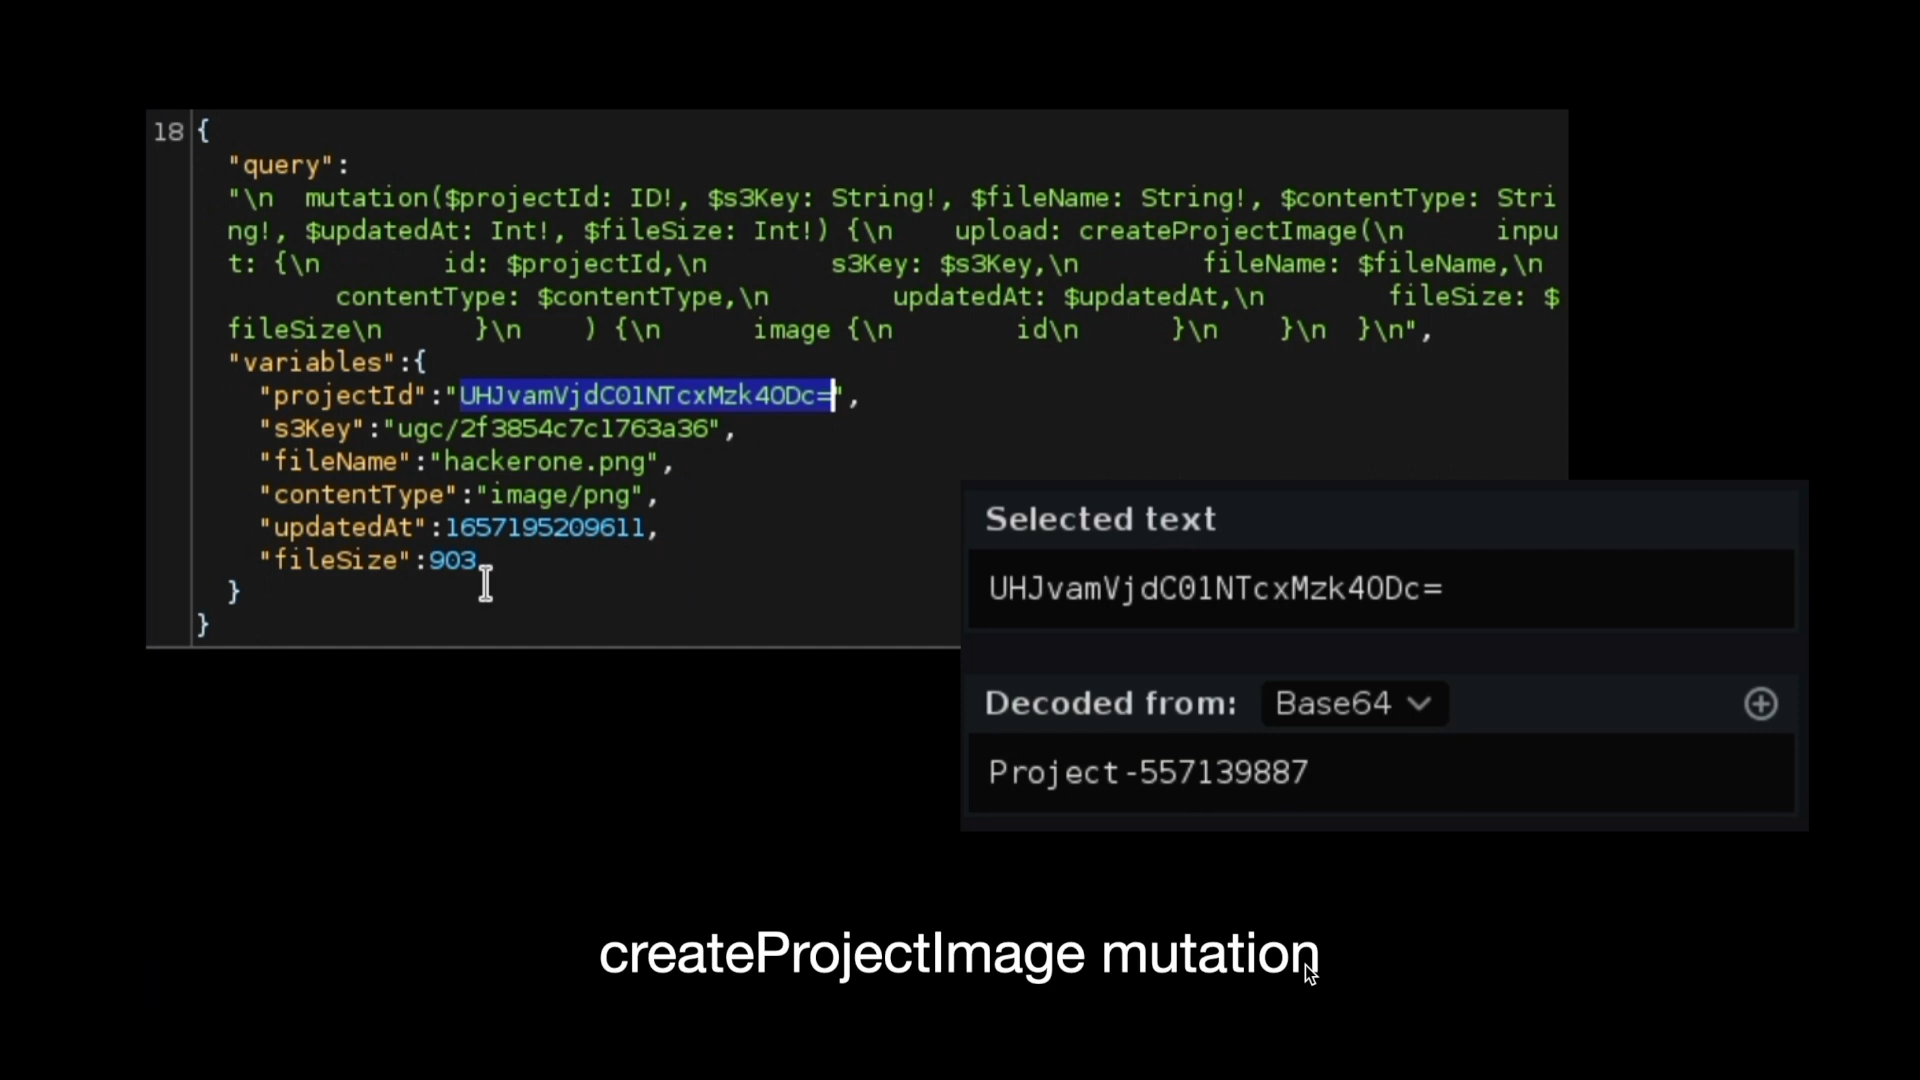 18 {
"query":
"\n  mutation($projectId: ID!, $s3Key: String!, $fileName: String!, $contentType: Stri
ng!, $updatedAt: Int!, $fileSize: Int!) {\n    upload: createProjectImage(\n      inpu
t: {\n        id: $projectId,\n        s3Key: $s3Key,\n        fileName: $fileName,\n
contentType: $contentType,\n        updatedAt: $updatedAt,\n        fileSize: $
fileSize\n      }\n    ) {\n      image {\n        id\n      }\n    }\n  }\n",
"variables":{
"projectId":"UHJvamVjdC01NTcxMzk4ODc=",
"s3Key":"ugc/2f3854c7c1763a36",
"fileName":"hackerone.png",
"contentType":"image/png",
"updatedAt":1657195209611,
"fileSize":903
}
}
Selected text
UHJvamVjdC01NTcxMzk4ODc=
Decoded from: Base64
Project-557139887
createProjectImage mutation